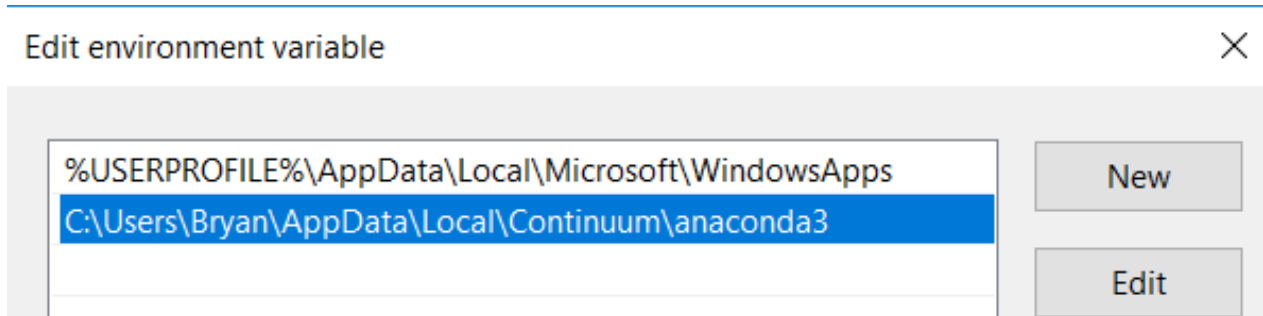 Edit environment variable
%USERPROFILE%\AppData\Local\Microsoft\WindowsApps
New
C:\Users\Bryan\AppData\Local\Continuum\anaconda3
Edit